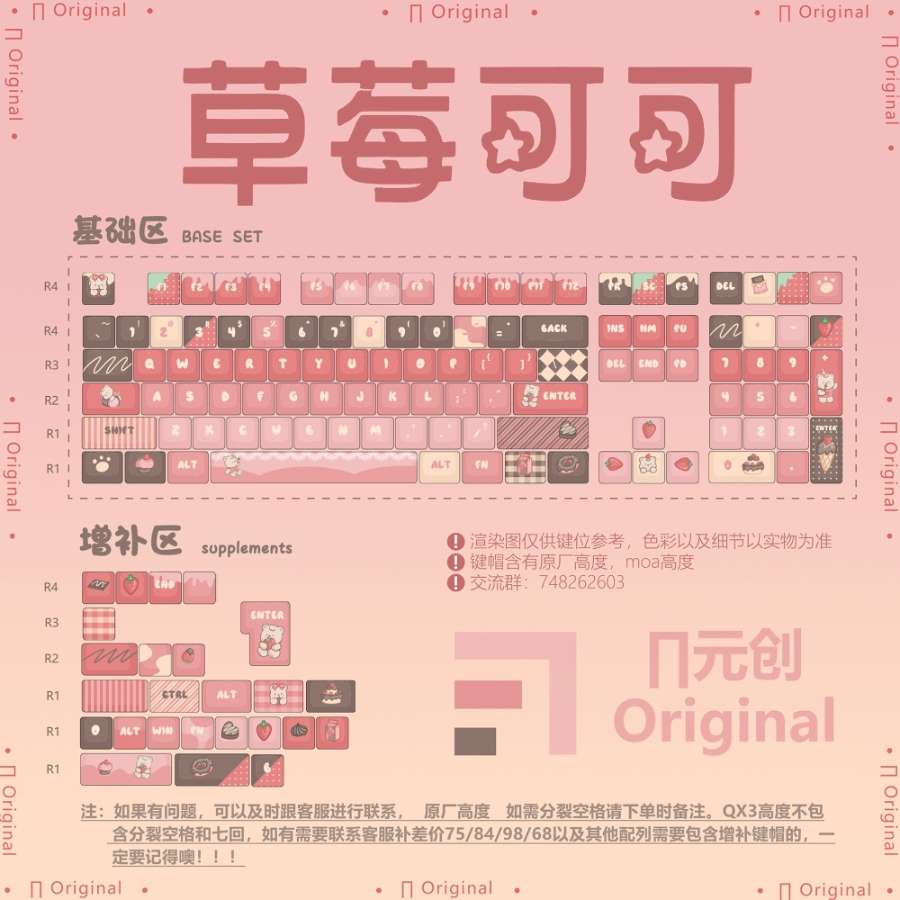 ∏ Original
∏ Original
∏ Original
∏ Original
∏ Original
草莓可可
基础区 BASE SET
R4 F1 F2 F3 F4 F5 F6 F7 F8 F9 F10 F11 F12 PR SC PS DEL
R4 ~ 1 2 3 4 5 6 7 8 9 0 = BACK INS HM PU
R3 Q W E R T Y U I O P [ ] DEL END PD 7 8 9 +
R2 A S D F G H J K L ENTER 4 5 6
R1 SHIFT Z X C V B N M 1 2 3 ENTER
R1 ALT ALT FN 0 .
∏ Original
∏ Original
增补区 supplements
R4 END
R3 ENTER
R2
R1 CTRL ALT
R1 0 ALT WIN FN
R1 6
渲染图仅供键位参考，色彩以及细节以实物为准
键帽含有原厂高度，moa高度
交流群：748262603
∏元创
Original
∏ Original
∏ Original
注：如果有问题，可以及时跟客服进行联系， 原厂高度 如需分裂空格请下单时备注。QX3高度不包
含分裂空格和七回，如有需要联系客服补差价75/84/98/68以及其他配列需要包含增补键帽的，一
定要记得噢！！！
∏ Original
∏ Original
∏ Original